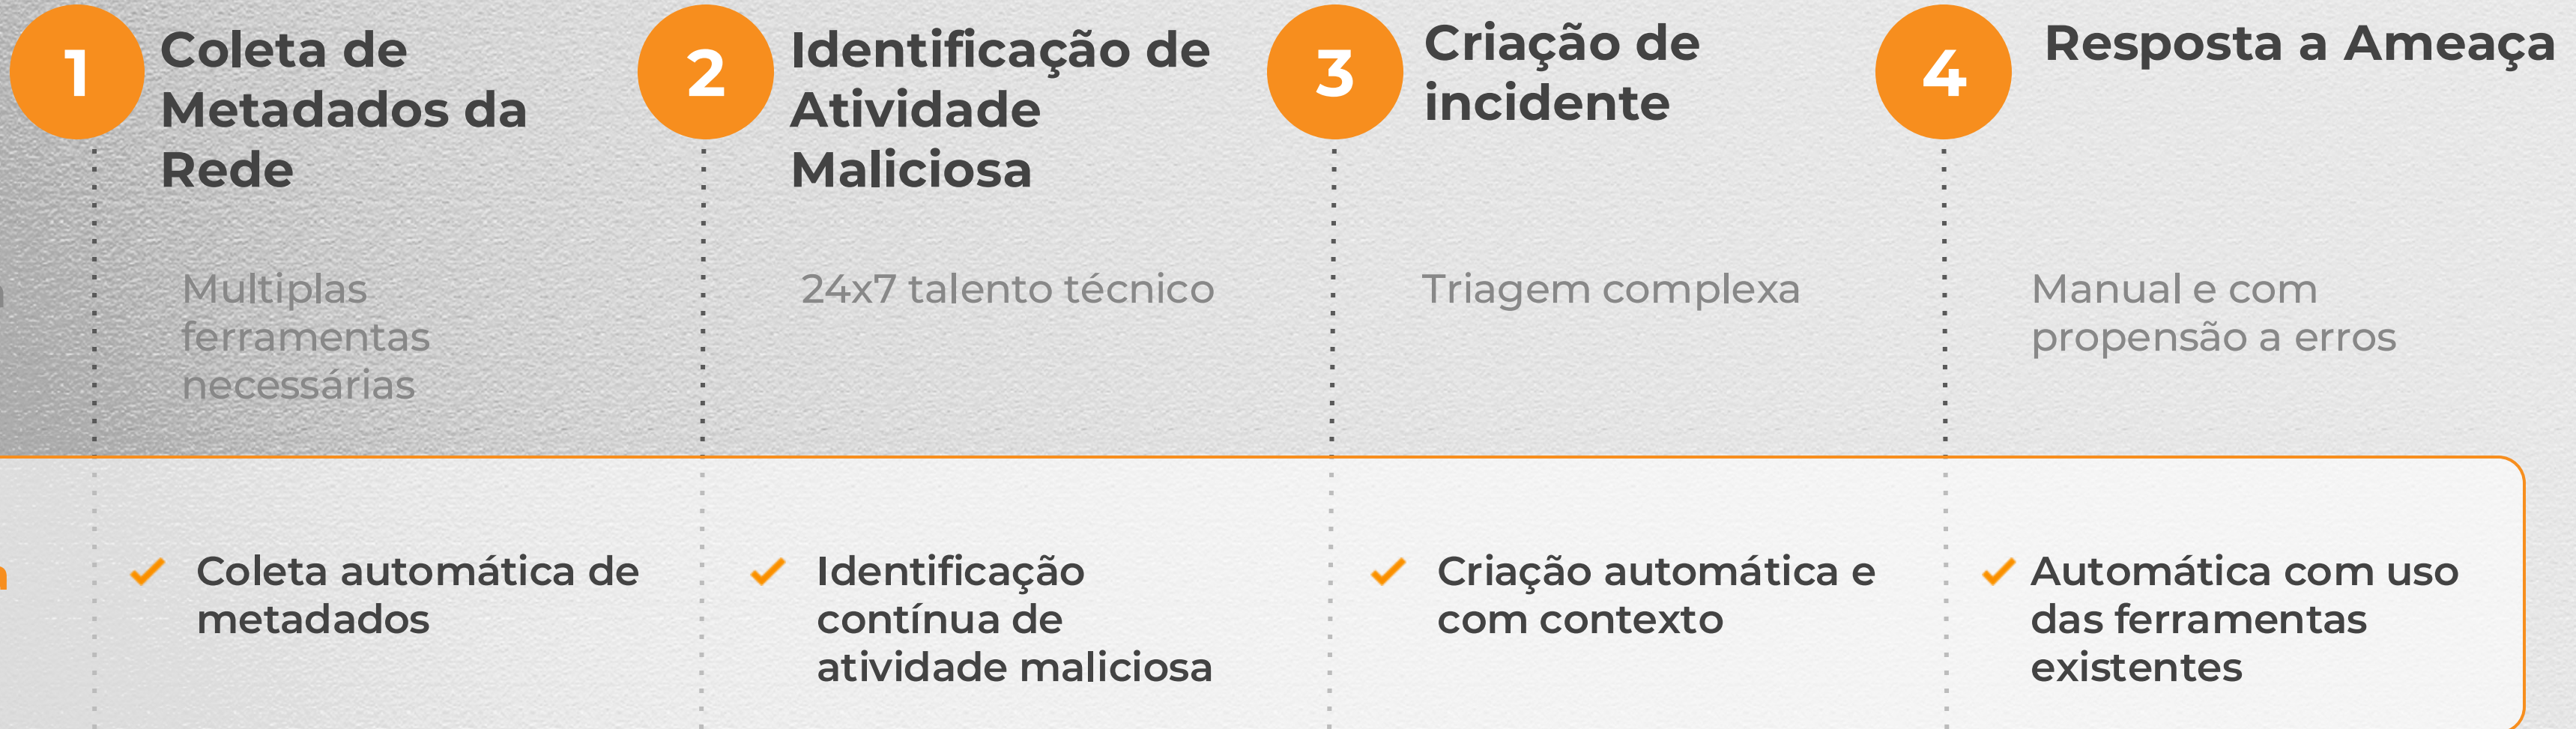 1
Coleta de
Metadados da
Rede
2
Identificação de
Atividade
Maliciosa
3
Criação de
incidente
4
Resposta a Ameaça
Multiplas
ferramentas
necessárias
24x7 talento técnico
Triagem complexa
Manual e com
propensão a erros
Coleta automática de
metadados
Identificação
contínua de
atividade maliciosa
Criação automática e
com contexto
Automática com uso
das ferramentas
existentes